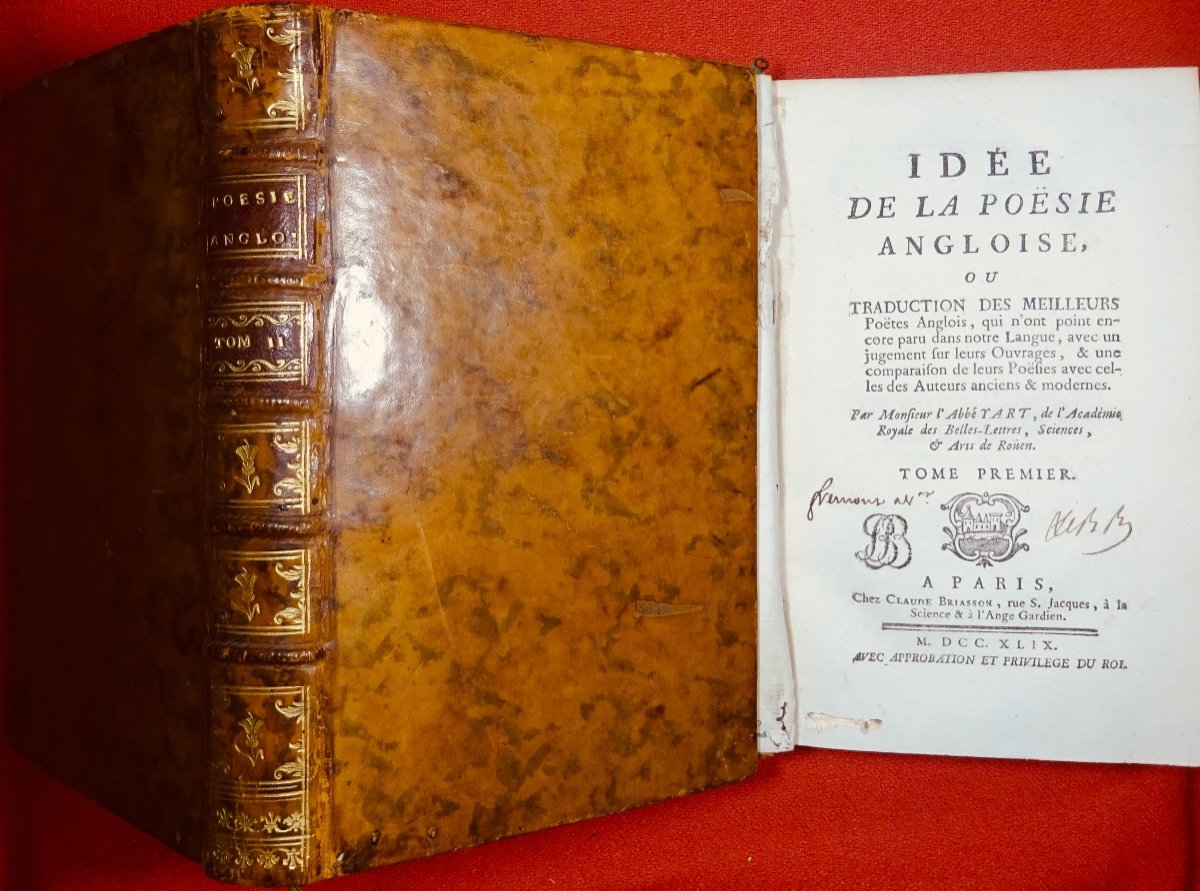 POESIE
ANGLO:
TOM II
IDÉE
DE LA POËSIE
ANGLOISE,
OU
TRADUCTION DES MEILLEURS
Poëtes Anglois, qui n'ont point en-
core paru dans notre Langue, avec un
jugement ſur leurs Ouvrages, & une
comparaiſon de leurs Poëſies avec cel-
les des Auteurs anciens & modernes.
Par Monſieur l'Abbé YART, de l'Académie
Royale des Belles-Lettres, Sciences,
& Arts de Roüen.
TOME PREMIER.
A PARIS,
Chez CLAUDE BRIASSON, rue S. Jacques, à la
Science & à l'Ange Gardien.
M. DCC. XLIX.
AVEC APPROBATION ET PRIVILEGE DU ROI.